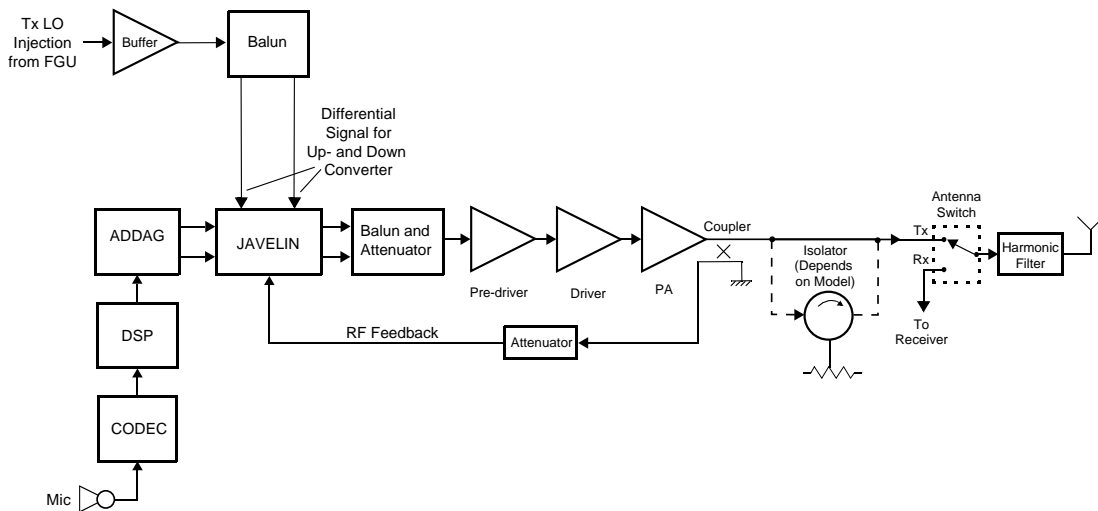 Tx LO
Injection
from FGU
Buffer
Balun
Differential
Signal for
Up- and Down
Converter
ADDAG
JAVELIN
Balun and
Attenuator
Pre-driver
Driver
PA
Coupler
Isolator
(Depends
on Model)
Tx
Rx
Antenna
Switch
Harmonic
Filter
To
Receiver
RF Feedback
Attenuator
DSP
CODEC
Mic